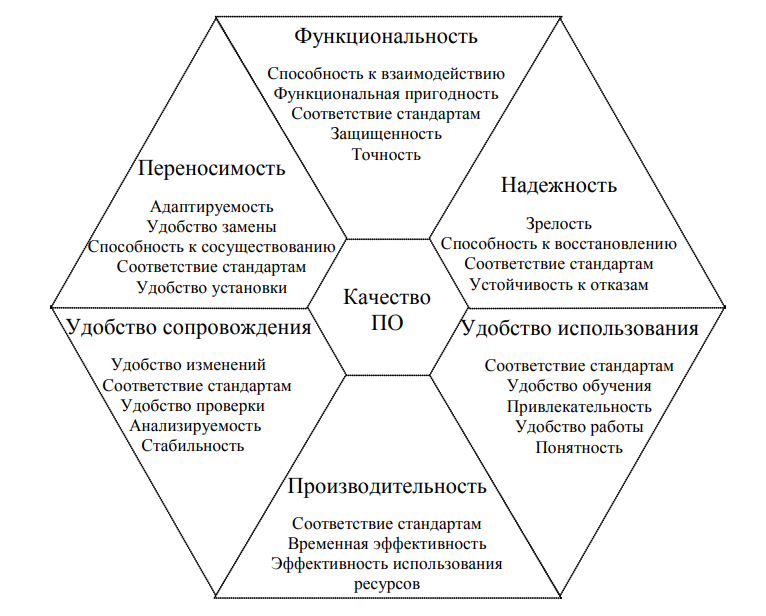 Функциональность
Способность к взаимодействию
Функциональная пригодность
Соответствие стандартам
Защищенность
Точность
Переносимость
Адаптируемость
Удобство замены
Способность к сосуществованию
Соответствие стандартам
Удобство установки
Надежность
Зрелость
Способность к восстановлению
Соответствие стандартам
Устойчивость к отказам
Качество
ПО
Удобство сопровождения
Удобство изменений
Соответствие стандартам
Удобство проверки
Анализируемость
Стабильность
Удобство использования
Соответствие стандартам
Удобство обучения
Привлекательность
Удобство работы
Понятность
Производительность
Соответствие стандартам
Временная эффективность
Эффективность использования
ресурсов